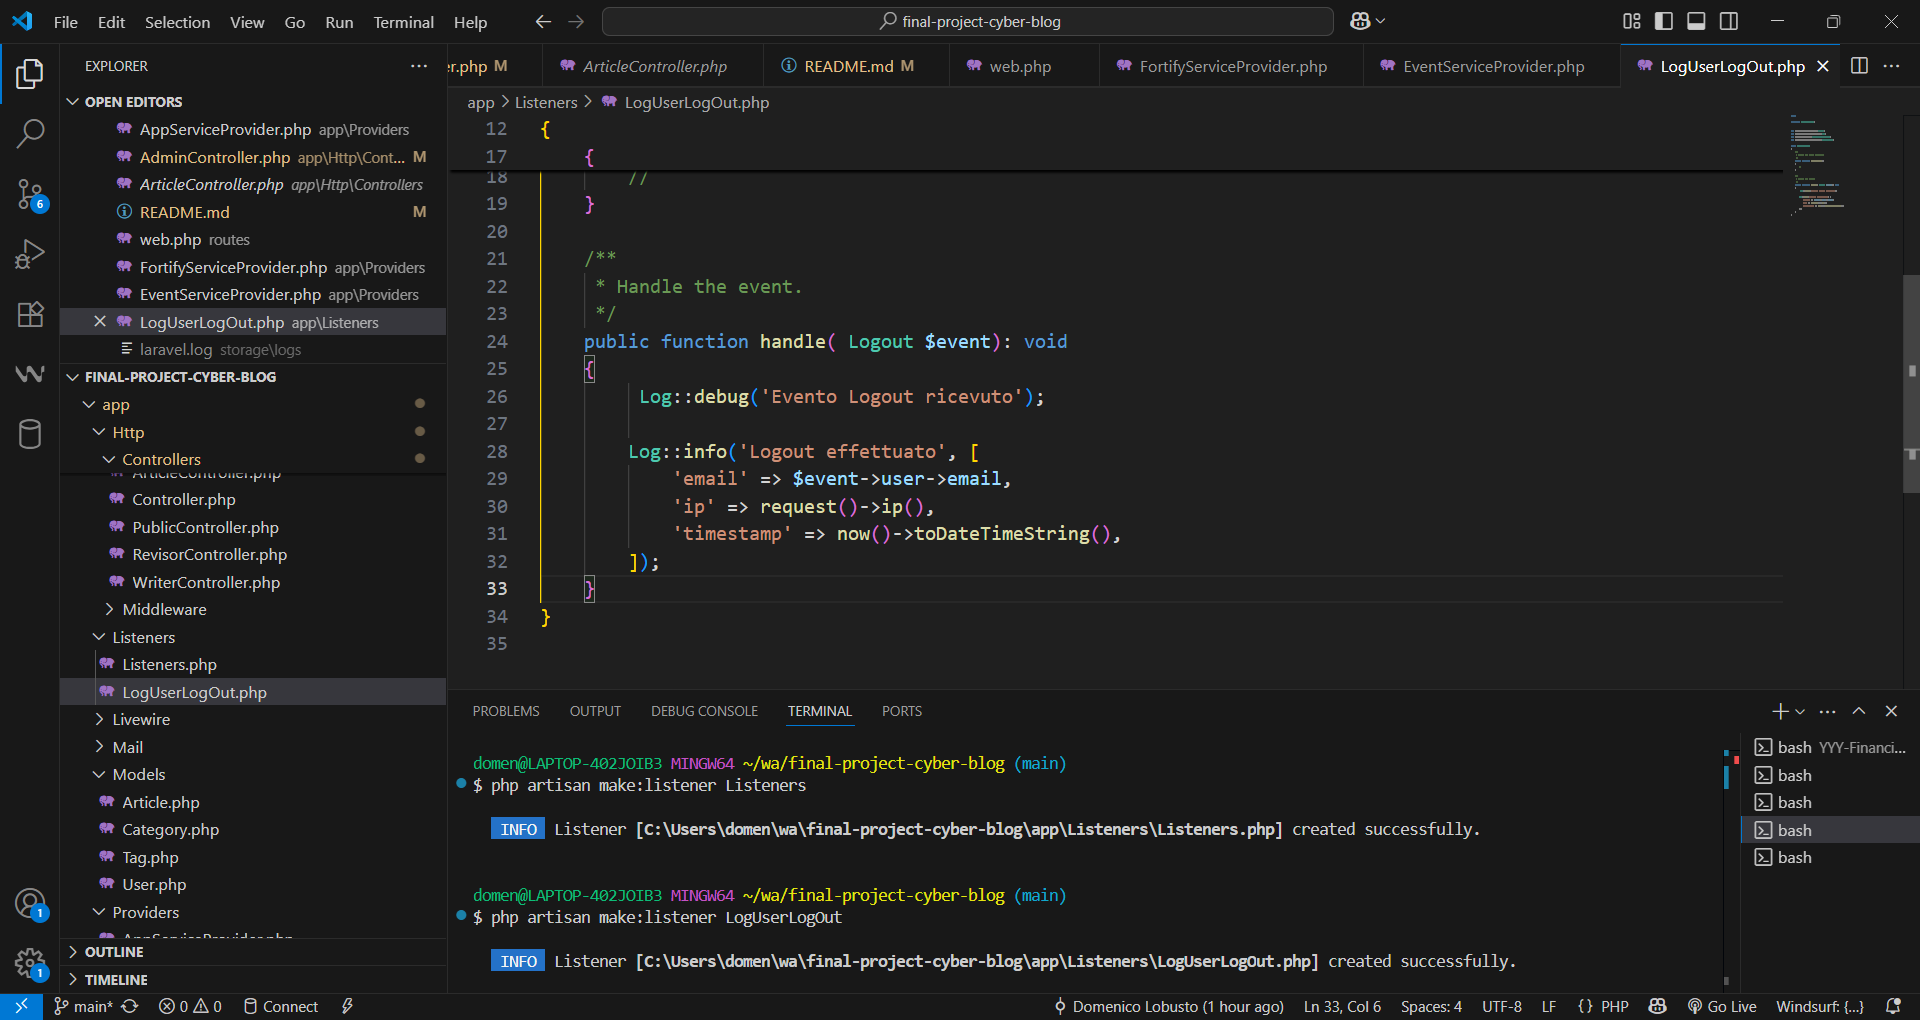 File Edit Selection View Go Run Terminal Help
final-project-cyber-blog
EXPLORER
er.php M
ArticleController.php
README.md M
web.php
FortifyServiceProvider.php
EventServiceProvider.php
LogUserLogOut.php
OPEN EDITORS
AppServiceProvider.php app\Providers
AdminController.php app\Http\Cont... M
ArticleController.php app\Http\Controllers
README.md M
web.php routes
FortifyServiceProvider.php app\Providers
EventServiceProvider.php app\Providers
LogUserLogOut.php app\Listeners
laravel.log storage\logs
FINAL-PROJECT-CYBER-BLOG
app
Http
Controllers
ArticleController.php
Controller.php
PublicController.php
RevisorController.php
WriterController.php
Middleware
Listeners
Listeners.php
LogUserLogOut.php
Livewire
Mail
Models
Article.php
Category.php
Tag.php
User.php
Providers
AppServiceProvider.php
OUTLINE
TIMELINE
6
1
1
app > Listeners > LogUserLogOut.php
12 {
17 {
18 //
19 }
20
21 /**
22 * Handle the event.
23 */
24 public function handle( Logout $event): void
25 {
26 Log::debug('Evento Logout ricevuto');
27
28 Log::info('Logout effettuato', [
29 'email' => $event->user->email,
30 'ip' => request()->ip(),
31 'timestamp' => now()->toDateTimeString(),
32 ]);
33 }
34 }
35
PROBLEMS OUTPUT DEBUG CONSOLE TERMINAL PORTS
domen@LAPTOP-402JOIB3 MINGW64 ~/wa/final-project-cyber-blog (main)
$ php artisan make:listener Listeners
INFO Listener [C:\Users\domen\wa\final-project-cyber-blog\app\Listeners\Listeners.php] created successfully.
domen@LAPTOP-402JOIB3 MINGW64 ~/wa/final-project-cyber-blog (main)
$ php artisan make:listener LogUserLogOut
INFO Listener [C:\Users\domen\wa\final-project-cyber-blog\app\Listeners\LogUserLogOut.php] created successfully.
bash YYY-Financi...
bash
bash
bash
bash
main* 0 0 Connect
Domenico Lobusto (1 hour ago) Ln 33, Col 6 Spaces: 4 UTF-8 LF {} PHP Go Live Windsurf: {...}